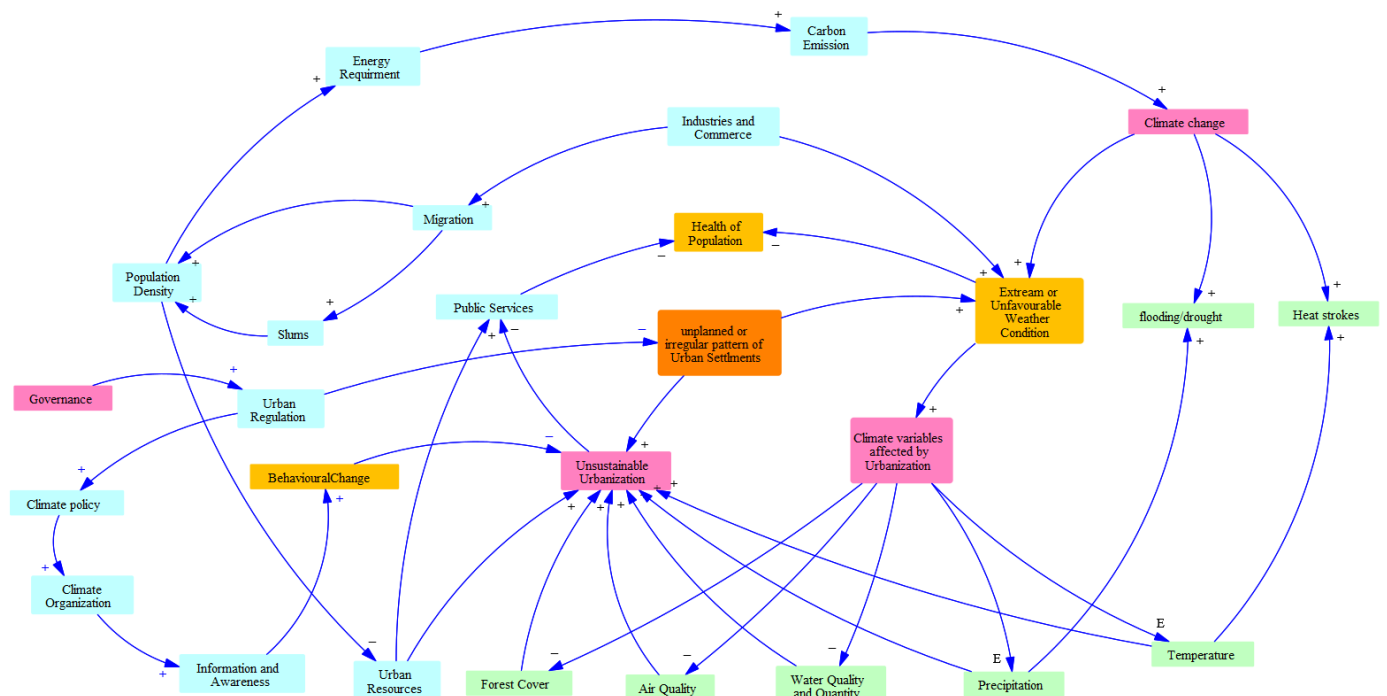 Carbon
Emission
+
Energy
Requirment
+
+
Industries and
Commerce
Climate change
Migration
+
Health of
Population
−
−
+
+
+
+
Population
Density
+
+
Extream or
Unfavourable
Weather
Condition
+
Public Services
+
−
+
Slums
−
unplanned or
irregular pattern of
Urban Settlments
+
flooding/drought
+
Heat strokes
+
Governance
+
Urban
Regulation
+
Climate variables
affected by
Urbanization
−
+
+
BehaviouralChange
+
Unsustainable
Urbanization
+
+
+
+
+
+
Climate policy
+
Climate
Organization
+
Information and
Awareness
−
Urban
Resources
−
Forest Cover
−
Air Quality
−
Water Quality
and Quantity
E
Precipitation
E
Temperature